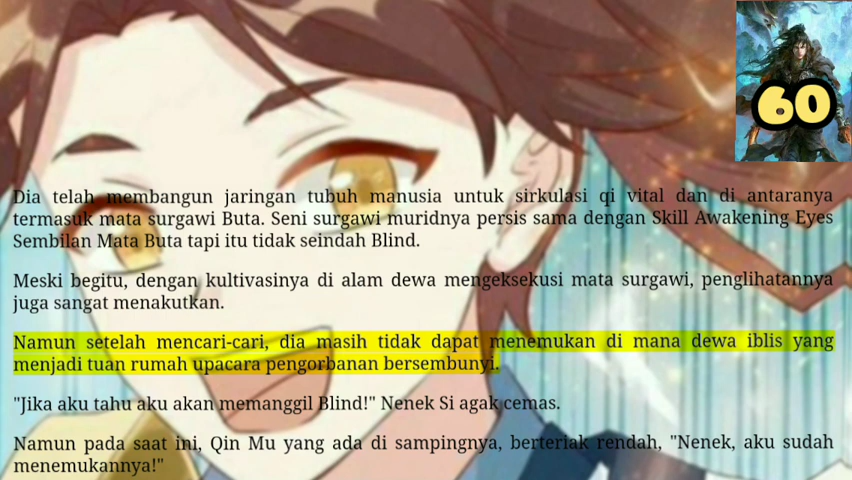 60
Dia telah membangun jaringan tubuh manusia untuk sirkulasi qi vital dan di antaranya
termasuk mata surgawi Buta. Seni surgawi muridnya persis sama dengan Skill Awakening Eyes
Sembilan Mata Buta tapi itu tidak seindah Blind.
Meski begitu, dengan kultivasinya di alam dewa mengeksekusi mata surgawi, penglihatannya
juga sangat menakutkan.
Namun setelah mencari-cari, dia masih tidak dapat menemukan di mana dewa iblis yang
menjadi tuan rumah upacara pengorbanan bersembunyi.
"Jika aku tahu aku akan memanggil Blind!" Nenek Si agak cemas.
Namun pada saat ini, Qin Mu yang ada di sampingnya, berteriak rendah, "Nenek, aku sudah
menemukannya!"